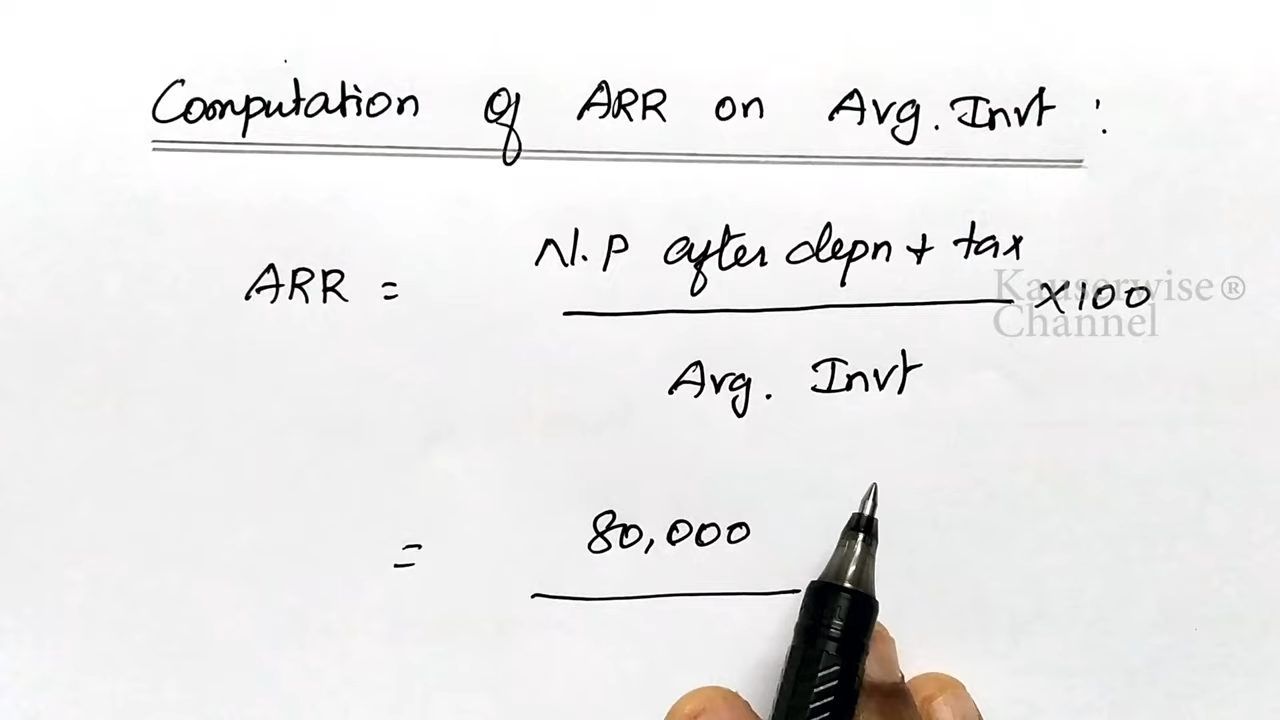 Computation of ARR on Avg. Invt :
N.P after depn + tax
ARR = ×100
Kauserwise®
Channel
Avg. Invt
80,000
=